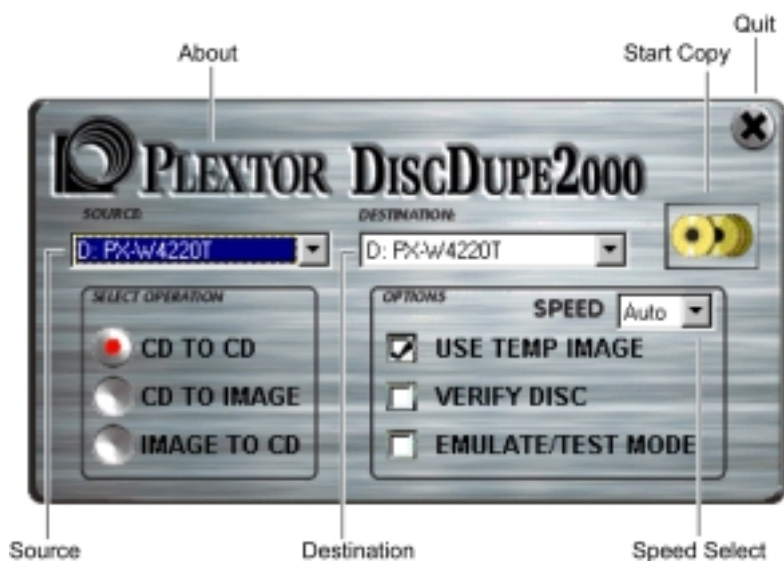 Quit
About
Start Copy
PLEXTOR DISCDUPE2000
SOURCE:
DESTINATION:
D: PX-W4220T
D: PX-W4220T
SELECT OPERATION
OPTIONS
SPEED
Auto
CD TO CD
USE TEMP IMAGE
CD TO IMAGE
VERIFY DISC
IMAGE TO CD
EMULATE/TEST MODE
Source
Destination
Speed Select